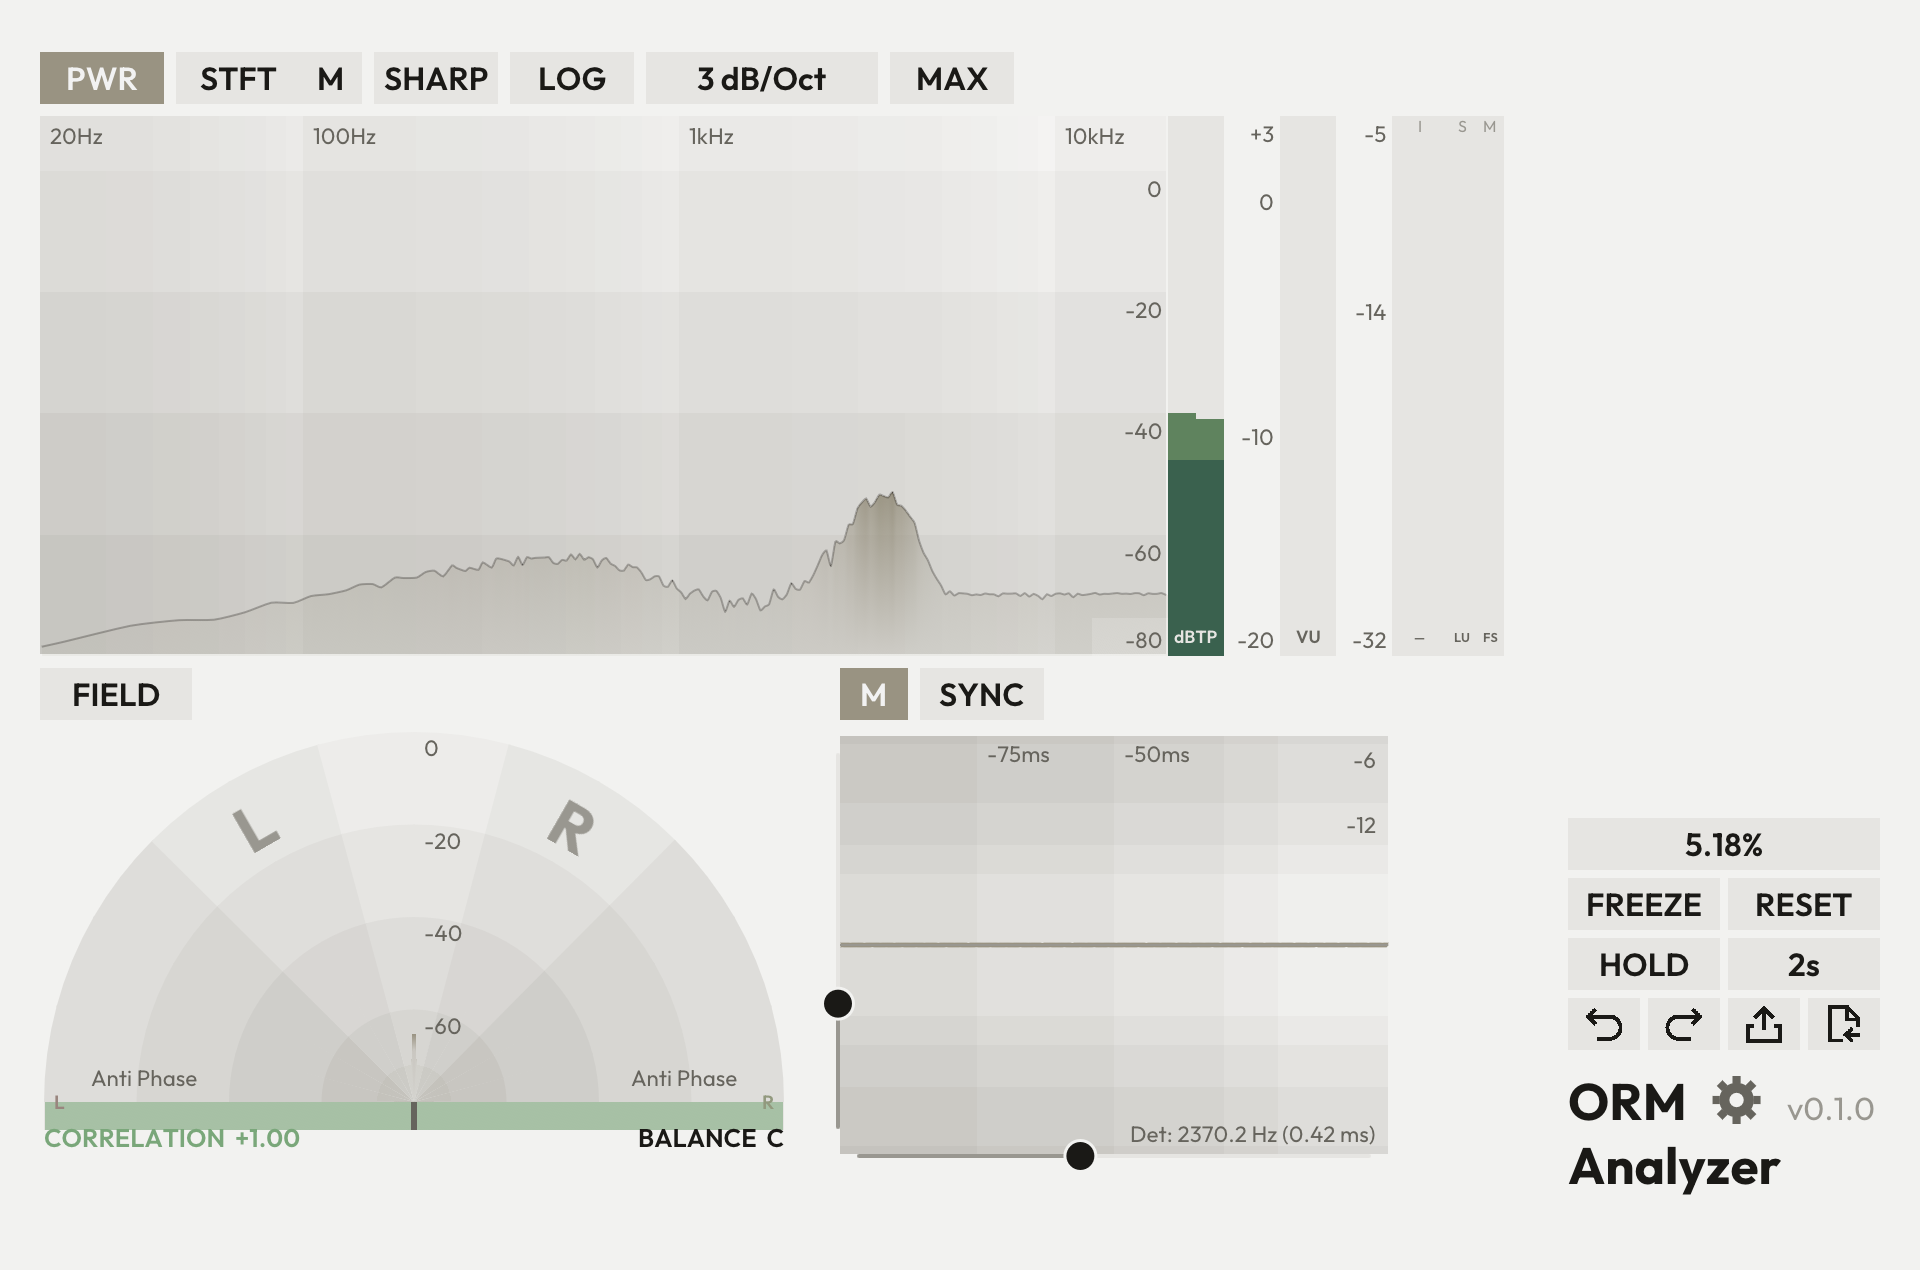 PWR STFT M SHARP LOG 3 dB/Oct MAX
20Hz 100Hz 1kHz 10kHz +3 -5 I S M
0 0
-20 -14
-40 -10
-60
-80 dBTP -20 VU -32 – LU FS
FIELD M SYNC
0 -75ms -50ms -6
L R -12
-20 5.18%
FREEZE RESET
-40
HOLD 2s
-60
Anti Phase Anti Phase
L R
ORM v0.1.0
CORRELATION +1.00 BALANCE C Det: 2370.2 Hz (0.42 ms)
Analyzer